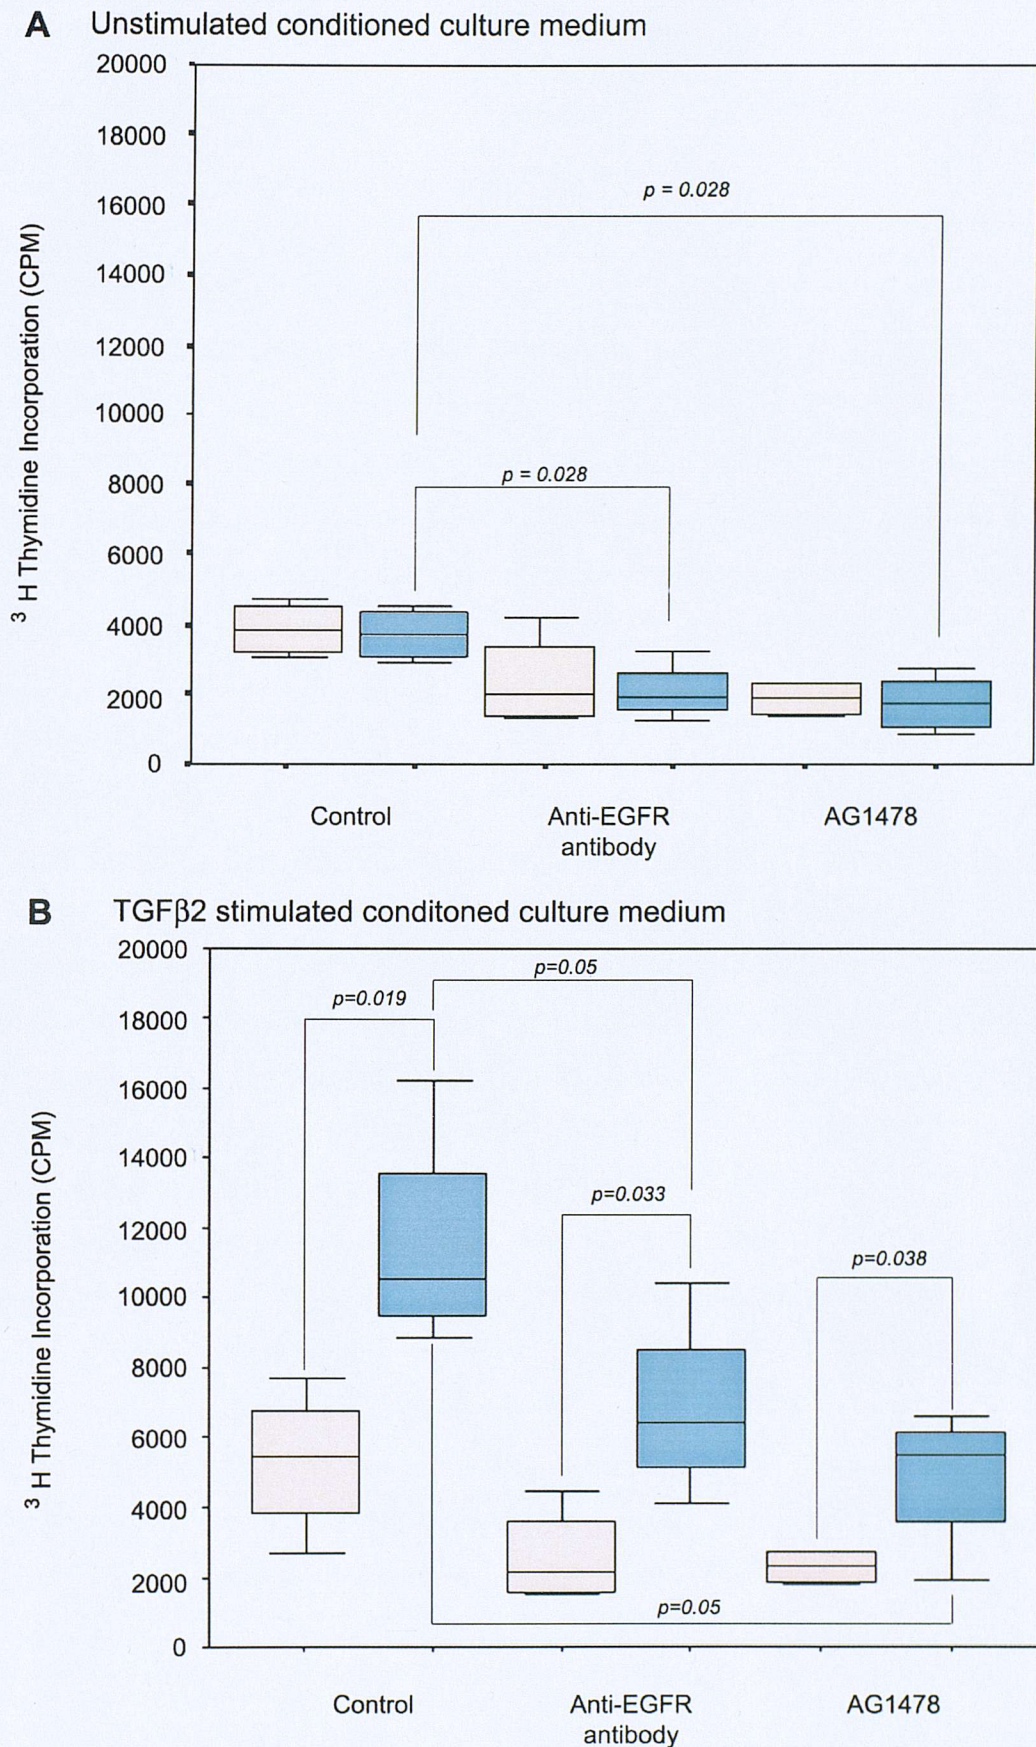 A Unstimulated conditioned culture medium
20000
18000
16000
14000
12000
10000
8000
6000
4000
2000
0
3 H Thymidine Incorporation (CPM)
p = 0.028
p = 0.028
Control
Anti-EGFR
antibody
AG1478
B TGFβ2 stimulated conditoned culture medium
20000
18000
16000
14000
12000
10000
8000
6000
4000
2000
0
3 H Thymidine Incorporation (CPM)
p=0.05
p=0.019
p=0.033
p=0.038
p=0.05
Control
Anti-EGFR
antibody
AG1478